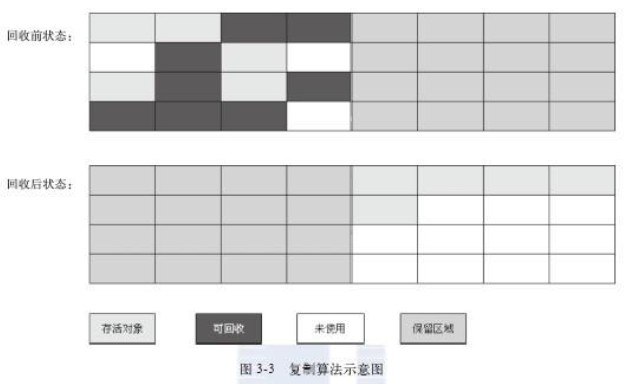 回收前状态:
回收后状态:
存活对象
可回收
未使用
保留区域
图 3-3 复制算法示意图